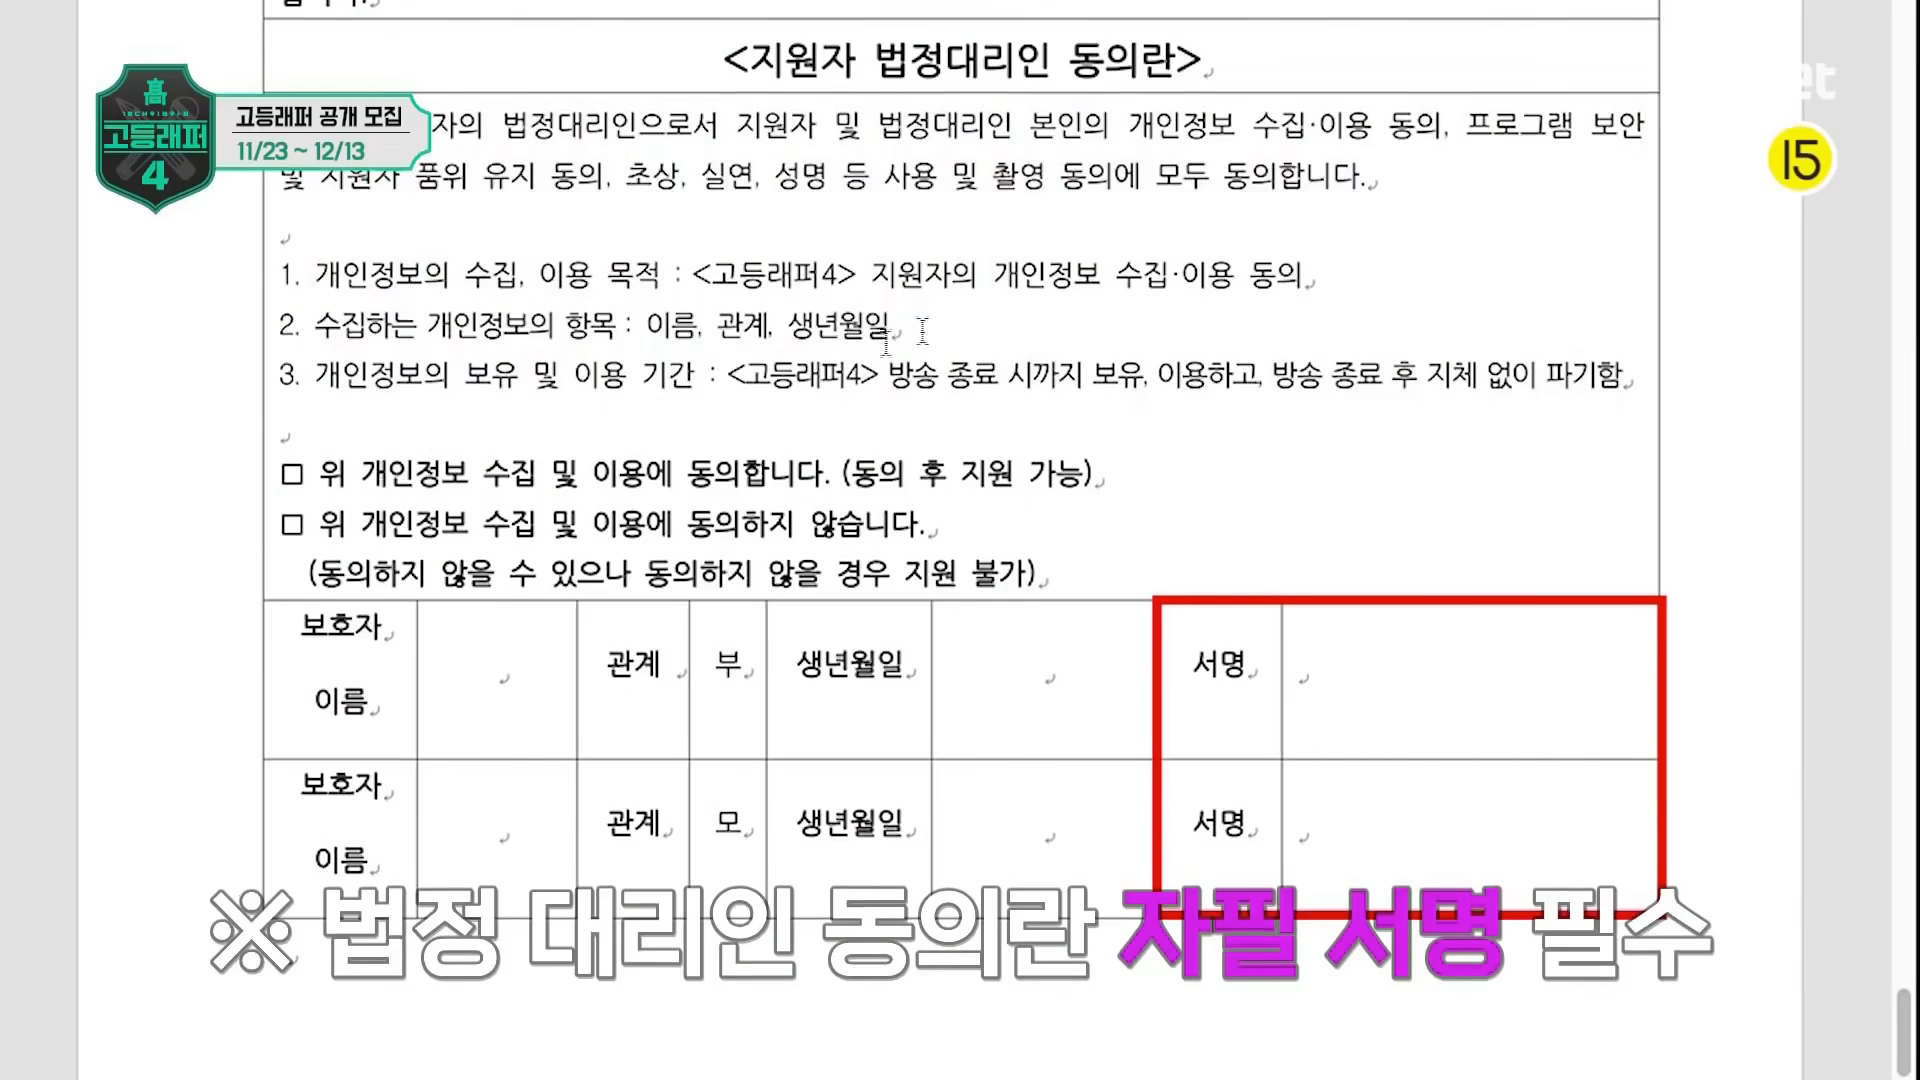 <지원자 법정대리인 동의란>
et
15
高
고등래퍼
4
고등래퍼 공개 모집
11/23 ~ 12/13
자의 법정대리인으로서 지원자 및 법정대리인 본인의 개인정보 수집·이용 동의, 프로그램 보안
및 지원자 품위 유지 동의, 초상, 실연, 성명 등 사용 및 촬영 동의에 모두 동의합니다.
1. 개인정보의 수집, 이용 목적 : <고등래퍼4> 지원자의 개인정보 수집·이용 동의
2. 수집하는 개인정보의 항목 : 이름, 관계, 생년월일
3. 개인정보의 보유 및 이용 기간 : <고등래퍼4> 방송 종료 시까지 보유, 이용하고, 방송 종료 후 지체 없이 파기함
□ 위 개인정보 수집 및 이용에 동의합니다. (동의 후 지원 가능)
□ 위 개인정보 수집 및 이용에 동의하지 않습니다.
(동의하지 않을 수 있으나 동의하지 않을 경우 지원 불가)
보호자
이름
관계
부
생년월일
서명
보호자
이름
관계
모
생년월일
서명
※ 법정 대리인 동의란 자필 서명 필수